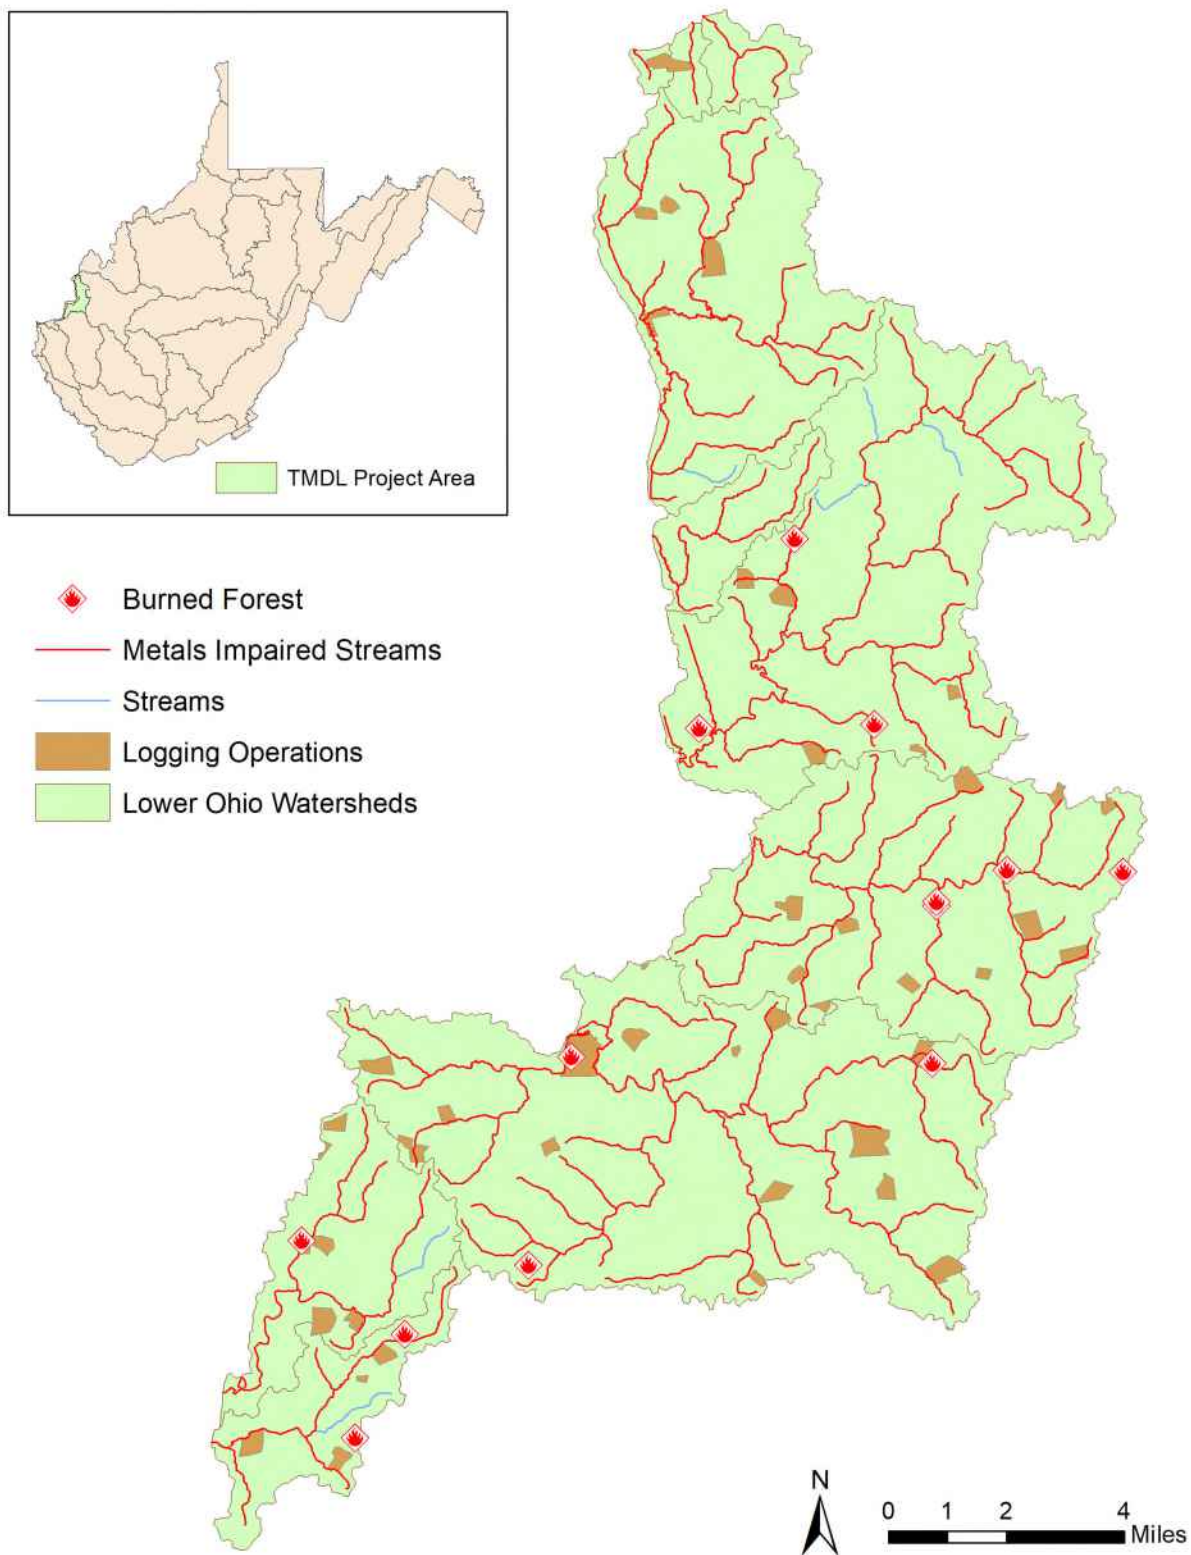 TMDL Project Area
Burned Forest
Metals Impaired Streams
Streams
Logging Operations
Lower Ohio Watersheds
N
0 1 2 4
Miles